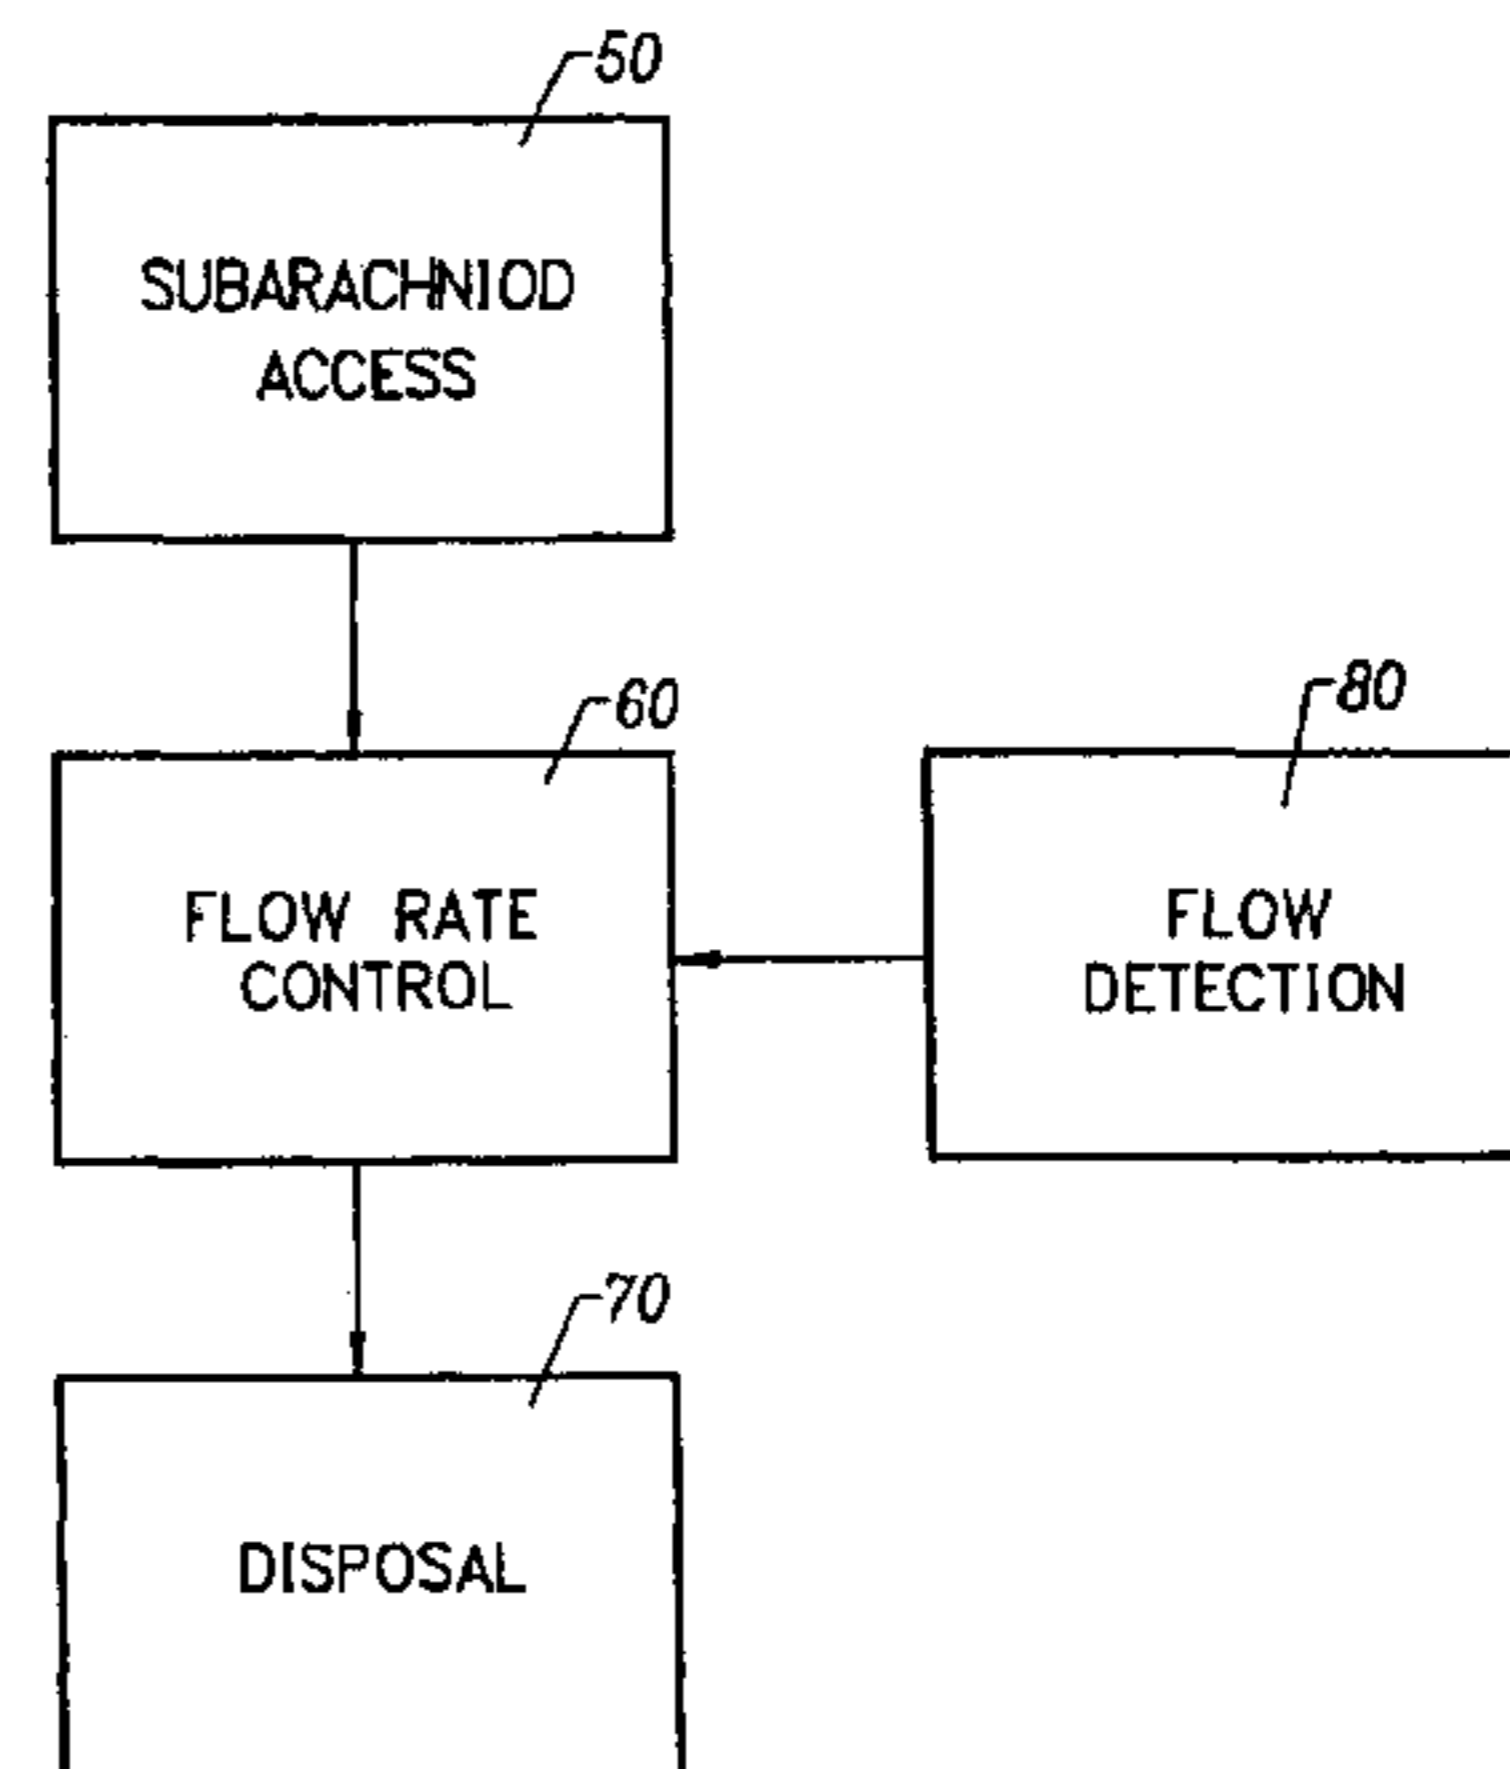 50
SUBARACHNIOD
ACCESS
60
FLOW RATE
CONTROL
80
FLOW
DETECTION
70
DISPOSAL